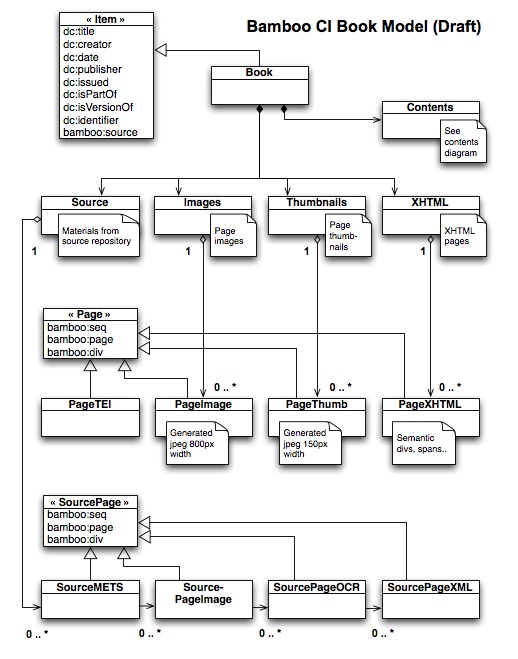 « Item »
Bamboo CI Book Model (Draft)
dc:title
dc:creator
dc:date
dc:publisher
dc:issued
dc:isPartOf
dc:isVersionOf
dc:identifier
bamboo:source
Book
Contents
See
contents
diagram
Source
Images
Thumbnails
XHTML
Materials from
source repository
Page
images
Page
thumb-
nails
XHTML
pages
1
1
1
1
« Page »
bamboo:seq
bamboo:page
bamboo:div
0 .. *
0 .. *
0 .. *
PageTEI
PageImage
PageThumb
PageXHTML
Generated
jpeg 800px
width
Generated
jpeg 150px
width
Semantic
divs, spans..
« SourcePage »
bamboo:seq
bamboo:page
bamboo:div
SourceMETS
Source-
PageImage
SourcePageOCR
SourcePageXML
0 .. *
0 .. *
0 .. *
0 .. *